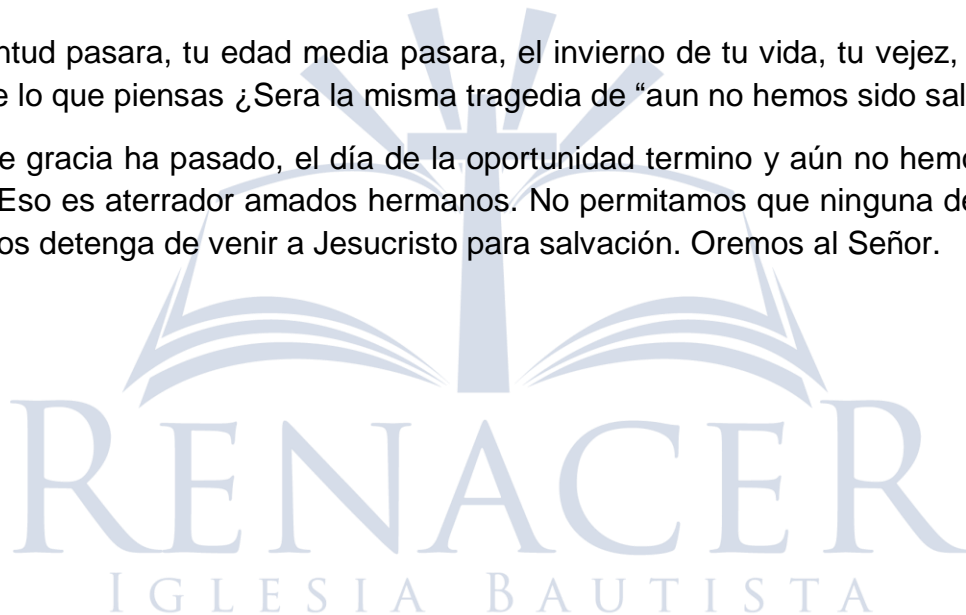 ntud pasara, tu edad media pasara, el invierno de tu vida, tu vejez,
e lo que piensas ¿Sera la misma tragedia de “aun no hemos sido sal
e gracia ha pasado, el día de la oportunidad termino y aún no hemo
Eso es aterrador amados hermanos. No permitamos que ninguna de
os detenga de venir a Jesucristo para salvación. Oremos al Señor.
RENACER
IGLESIA BAUTISTA